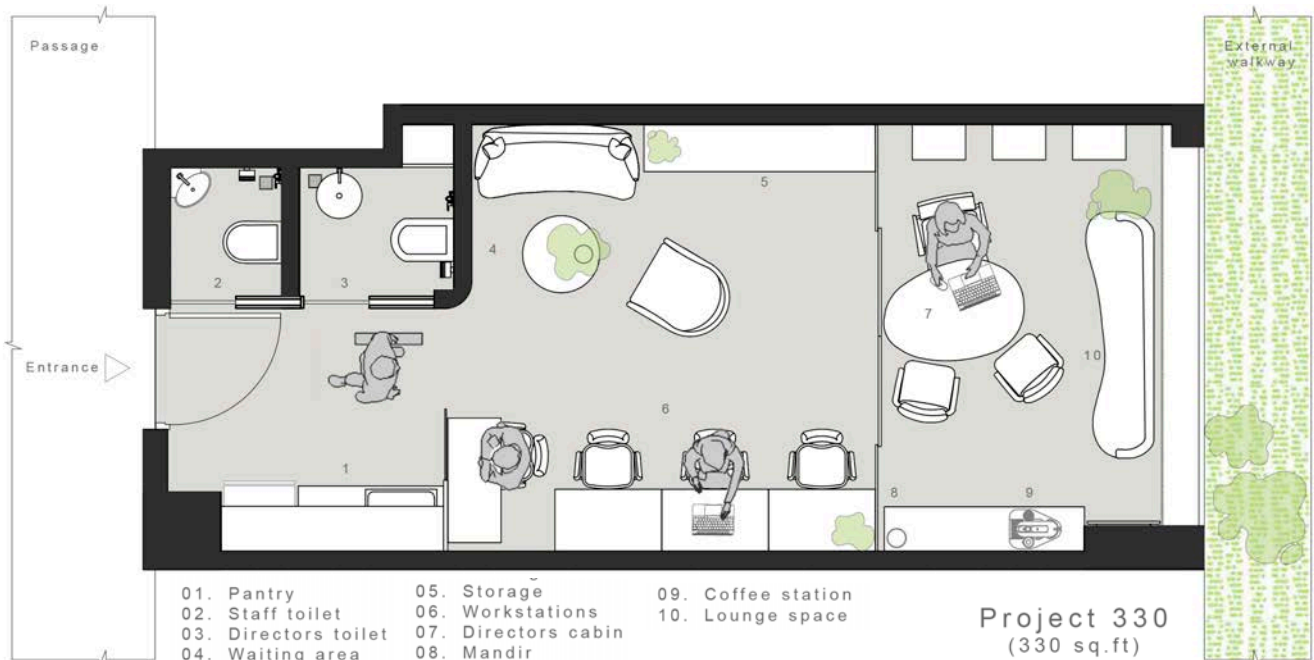 Passage
External
walkway
5
4
2
3
7
10
Entrance
6
1
8
9
01. Pantry
02. Staff toilet
03. Directors toilet
04. Waiting area
05. Storage
06. Workstations
07. Directors cabin
08. Mandir
09. Coffee station
10. Lounge space
Project 330
(330 sq.ft)